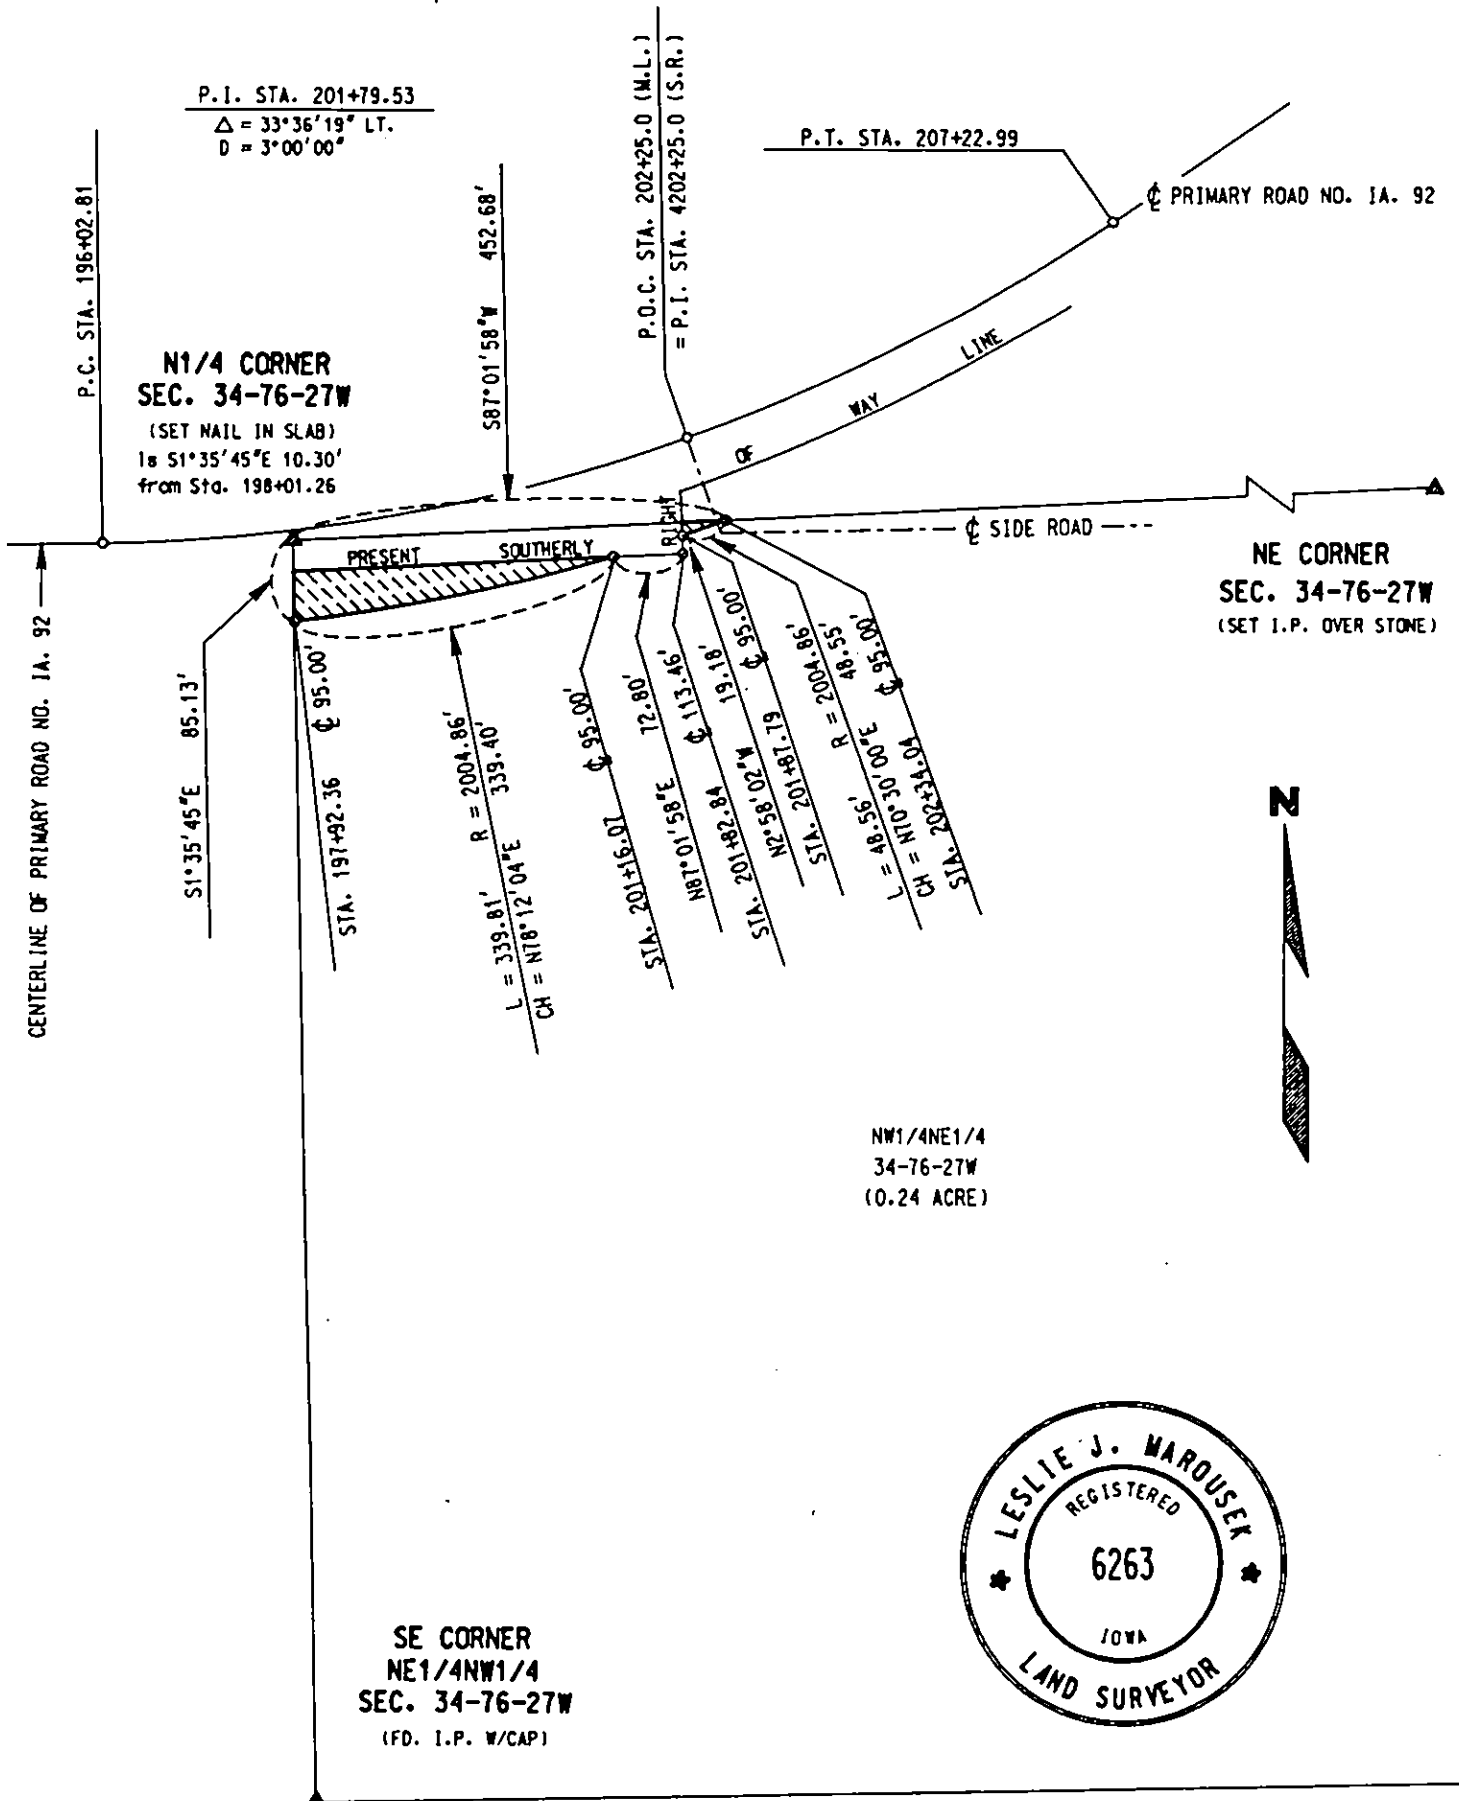 P.I. STA. 201+79.53
Δ = 33°36'19" LT.
D = 3°00'00"
P.C. STA. 196+02.81
N1/4 CORNER
SEC. 34-76-27W
(SET NAIL IN SLAB)
Is S1°35'45"E 10.30'
from Sta. 198+01.26
S87°01'58"W 452.68'
P.O.C. STA. 202+25.0 (M.L.)
= P.I. STA. 4202+25.0 (S.R.)
P.T. STA. 207+22.99
℄ PRIMARY ROAD NO. IA. 92
PRESENT SOUTHERLY RIGHT OF WAY LINE
℄ SIDE ROAD
NE CORNER
SEC. 34-76-27W
(SET I.P. OVER STONE)
CENTERLINE OF PRIMARY ROAD NO. IA. 92
S1°35'45"E 85.13'
STA. 197+92.36 ℄ 95.00'
L = 339.81' R = 2004.86'
CH = N78°12'04"E 339.40'
STA. 201+16.07 ℄ 95.00'
N87°01'58"E 72.80'
STA. 201+82.84 ℄ 113.46'
N2°58'02"W 19.18'
STA. 201+87.79 ℄ 95.00'
L = 48.56' R = 2004.86'
CH = N70°30'00"E 48.55'
STA. 202+34.04 ℄ 95.00'
N
NW1/4NE1/4
34-76-27W
(0.24 ACRE)
LESLIE J. MAROUSEK
REGISTERED
6263
IOWA
LAND SURVEYOR
SE CORNER
NE1/4NW1/4
SEC. 34-76-27W
(FD. I.P. W/CAP)